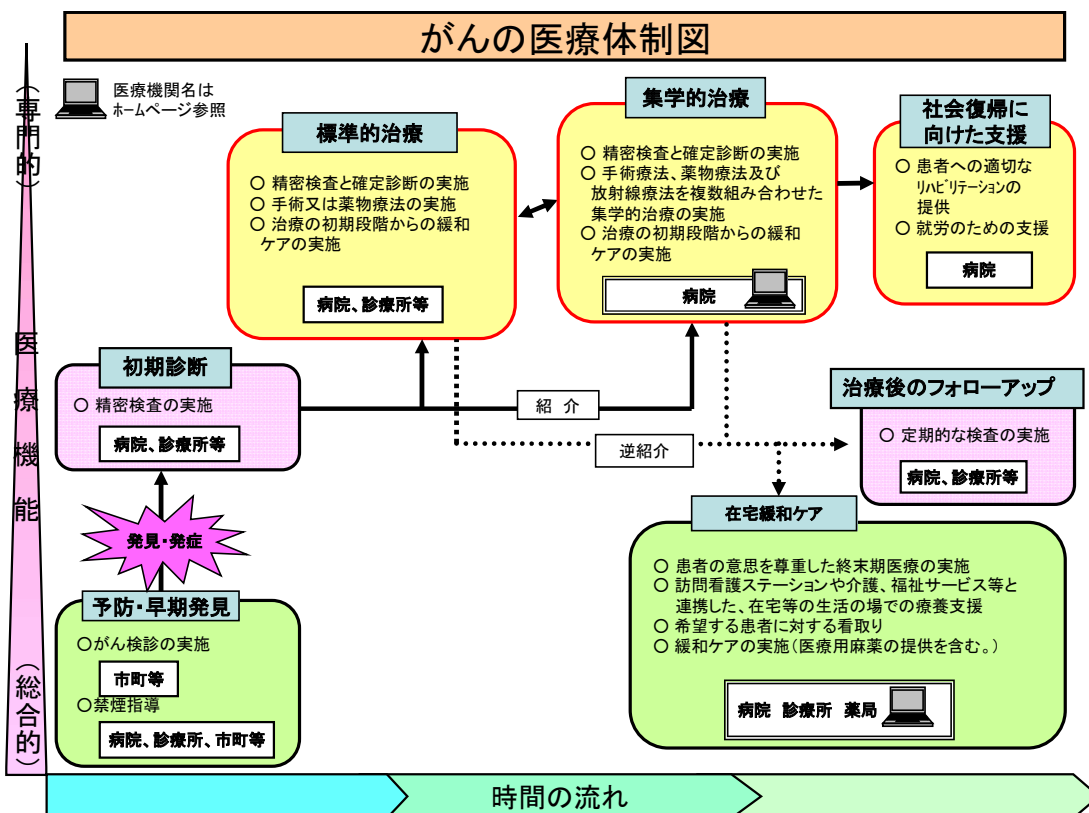 がんの医療体制図
医療機関名は
ホームページ参照
(専門的)
医療機能
(総合的)
標準的治療
○ 精密検査と確定診断の実施
○ 手術又は薬物療法の実施
○ 治療の初期段階からの緩和
ケアの実施
病院、診療所等
集学的治療
○ 精密検査と確定診断の実施
○ 手術療法、薬物療法及び
放射線療法を複数組み合わせた
集学的治療の実施
○ 治療の初期段階からの緩和
ケアの実施
病院
社会復帰に
向けた支援
○ 患者への適切な
ﾘﾊﾋﾞﾘテーションの
提供
○ 就労のための支援
病院
初期診断
○ 精密検査の実施
病院、診療所等
紹 介
逆紹介
治療後のフォローアップ
○ 定期的な検査の実施
病院、診療所等
発見・発症
予防・早期発見
○がん検診の実施
市町等
○禁煙指導
病院、診療所、市町等
在宅緩和ケア
○ 患者の意思を尊重した終末期医療の実施
○ 訪問看護ステーションや介護、福祉サービス等と
連携した、在宅等の生活の場での療養支援
○ 希望する患者に対する看取り
○ 緩和ケアの実施(医療用麻薬の提供を含む。)
病院 診療所 薬局
時間の流れ